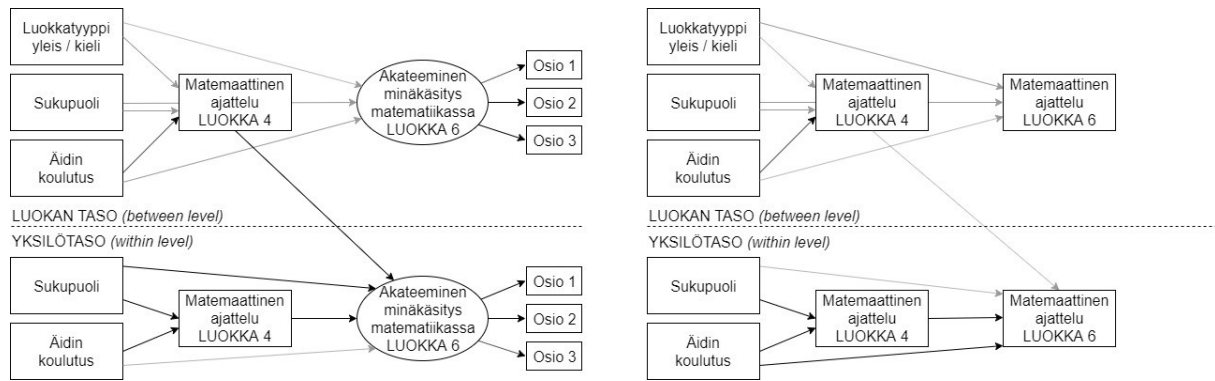 Luokkatyyppi
yleis / kieli
Sukupuoli
Äidin
koulutus
Matemaattinen
ajattelu
LUOKKA 4
Akateeminen
minäkäsitys
matematiikassa
LUOKKA 6
Osio 1
Osio 2
Osio 3
LUOKAN TASO (between level)
YKSILÖTASO (within level)
Sukupuoli
Äidin
koulutus
Matemaattinen
ajattelu
LUOKKA 4
Akateeminen
minäkäsitys
matematiikassa
LUOKKA 6
Osio 1
Osio 2
Osio 3
Luokkatyyppi
yleis / kieli
Sukupuoli
Äidin
koulutus
Matemaattinen
ajattelu
LUOKKA 4
Matemaattinen
ajattelu
LUOKKA 6
LUOKAN TASO (between level)
YKSILÖTASO (within level)
Sukupuoli
Äidin
koulutus
Matemaattinen
ajattelu
LUOKKA 4
Matemaattinen
ajattelu
LUOKKA 6